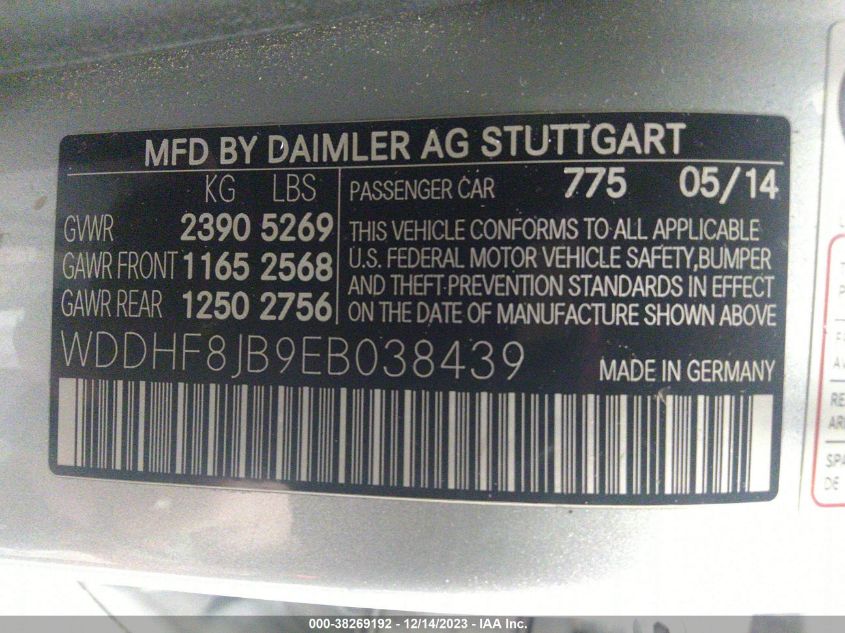 MFD BY DAIMLER AG STUTTGART
KG LBS
GVWR 2390 5269
GAWR FRONT 1165 2568
GAWR REAR 1250 2756
PASSENGER CAR 775 05/14
THIS VEHICLE CONFORMS TO ALL APPLICABLE
U.S. FEDERAL MOTOR VEHICLE SAFETY,BUMPER
AND THEFT PREVENTION STANDARDS IN EFFECT
ON THE DATE OF MANUFACTURE SHOWN ABOVE
WDDHF8JB9EB038439
MADE IN GERMANY
000-38269192 - 12/14/2023 - IAA Inc.